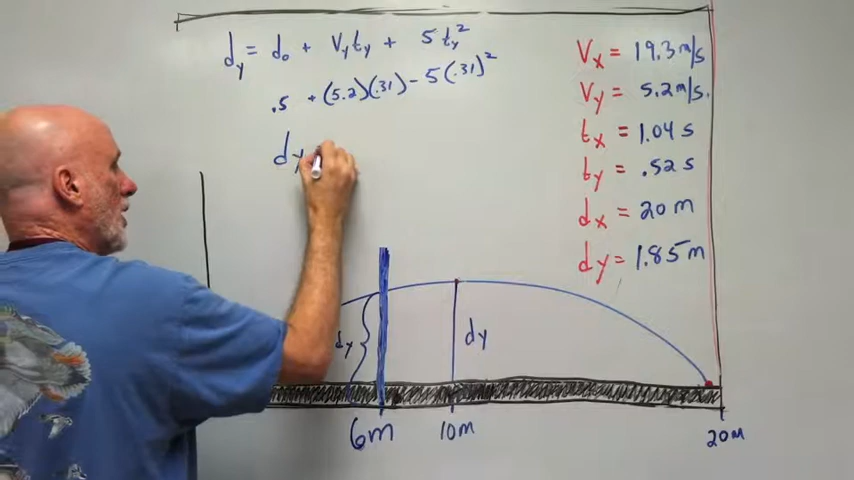 dy = d₀ + Vyty + 5ty²
.5 + (5.2)(.31) - 5(.31)²
dy
Vx = 19.3 m/s
Vy = 5.2 m/s.
tx = 1.04 s
ty = .52 s
dx = 20 m
dy = 1.85 m
dy
dy
6m
10m
20m